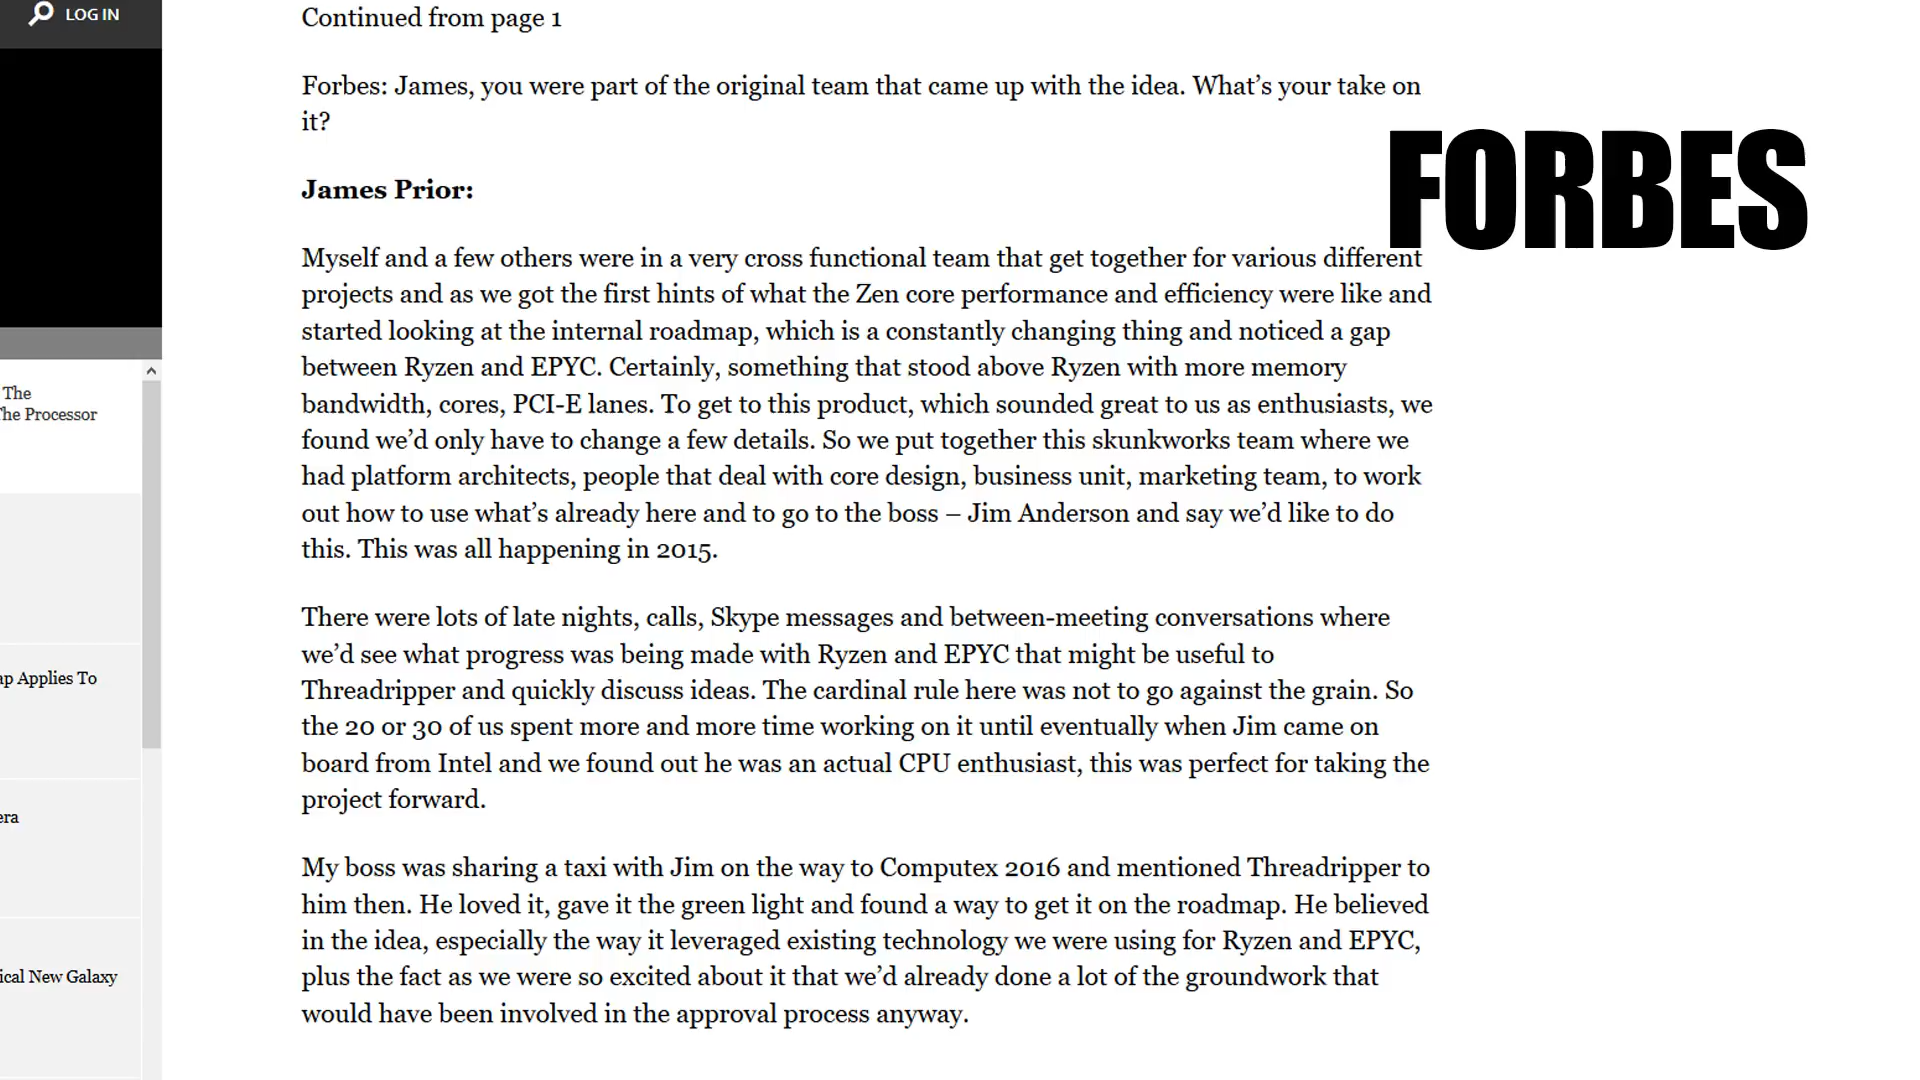 LOG IN
Continued from page 1
Forbes: James, you were part of the original team that came up with the idea. What’s your take on
it?
FORBES
James Prior:
Myself and a few others were in a very cross functional team that get together for various different
projects and as we got the first hints of what the Zen core performance and efficiency were like and
started looking at the internal roadmap, which is a constantly changing thing and noticed a gap
between Ryzen and EPYC. Certainly, something that stood above Ryzen with more memory
bandwidth, cores, PCI-E lanes. To get to this product, which sounded great to us as enthusiasts, we
found we’d only have to change a few details. So we put together this skunkworks team where we
had platform architects, people that deal with core design, business unit, marketing team, to work
out how to use what’s already here and to go to the boss – Jim Anderson and say we’d like to do
this. This was all happening in 2015.
There were lots of late nights, calls, Skype messages and between-meeting conversations where
we’d see what progress was being made with Ryzen and EPYC that might be useful to
Threadripper and quickly discuss ideas. The cardinal rule here was not to go against the grain. So
the 20 or 30 of us spent more and more time working on it until eventually when Jim came on
board from Intel and we found out he was an actual CPU enthusiast, this was perfect for taking the
project forward.
My boss was sharing a taxi with Jim on the way to Computex 2016 and mentioned Threadripper to
him then. He loved it, gave it the green light and found a way to get it on the roadmap. He believed
in the idea, especially the way it leveraged existing technology we were using for Ryzen and EPYC,
plus the fact as we were so excited about it that we’d already done a lot of the groundwork that
would have been involved in the approval process anyway.
The
The Processor
ap Applies To
era
ical New Galaxy